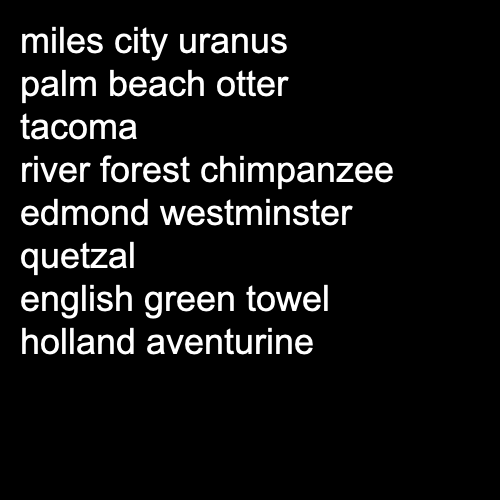 miles city uranus
palm beach otter
tacoma
river forest chimpanzee
edmond westminster
quetzal
english green towel
holland aventurine